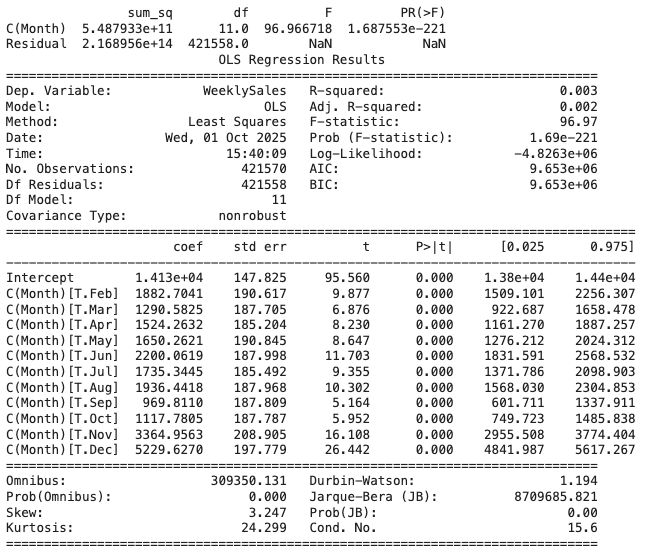 sum_sq df F PR(>F)
C(Month) 5.487933e+11 11.0 96.966718 1.687553e-221
Residual 2.168956e+14 421558.0 NaN NaN
OLS Regression Results
==============================================================================
Dep. Variable: WeeklySales R-squared: 0.003
Model: OLS Adj. R-squared: 0.002
Method: Least Squares F-statistic: 96.97
Date: Wed, 01 Oct 2025 Prob (F-statistic): 1.69e-221
Time: 15:40:09 Log-Likelihood: -4.8263e+06
No. Observations: 421570 AIC: 9.653e+06
Df Residuals: 421558 BIC: 9.653e+06
Df Model: 11
Covariance Type: nonrobust
===================================================================================
coef std err t P>|t| [0.025 0.975]
-----------------------------------------------------------------------------------
Intercept 1.413e+04 147.825 95.560 0.000 1.38e+04 1.44e+04
C(Month)[T.Feb] 1882.7041 190.617 9.877 0.000 1509.101 2256.307
C(Month)[T.Mar] 1290.5825 187.705 6.876 0.000 922.687 1658.478
C(Month)[T.Apr] 1524.2632 185.204 8.230 0.000 1161.270 1887.257
C(Month)[T.May] 1650.2621 190.845 8.647 0.000 1276.212 2024.312
C(Month)[T.Jun] 2200.0619 187.998 11.703 0.000 1831.591 2568.532
C(Month)[T.Jul] 1735.3445 185.492 9.355 0.000 1371.786 2098.903
C(Month)[T.Aug] 1936.4418 187.968 10.302 0.000 1568.030 2304.853
C(Month)[T.Sep] 969.8110 187.809 5.164 0.000 601.711 1337.911
C(Month)[T.Oct] 1117.7805 187.787 5.952 0.000 749.723 1485.838
C(Month)[T.Nov] 3364.9563 208.905 16.108 0.000 2955.508 3774.404
C(Month)[T.Dec] 5229.6270 197.779 26.442 0.000 4841.987 5617.267
==============================================================================
Omnibus: 309350.131 Durbin-Watson: 1.194
Prob(Omnibus): 0.000 Jarque-Bera (JB): 8709685.821
Skew: 3.247 Prob(JB): 0.00
Kurtosis: 24.299 Cond. No. 15.6
==============================================================================